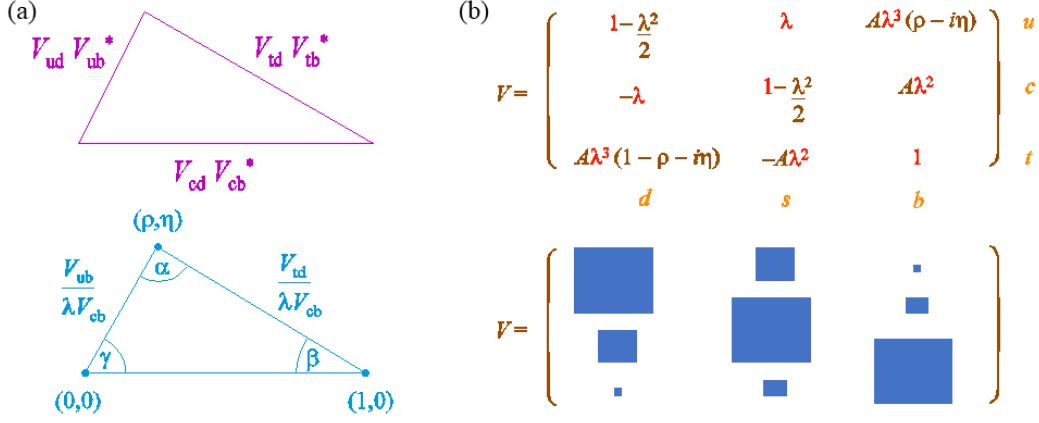 (a)
V_ud V_ub*
V_td V_tb*
V_cd V_cb*
(ρ,η)
V_ub
λV_cb
α
V_td
λV_cb
γ
β
(0,0)
(1,0)
(b)
V =
1 − λ²/2 λ Aλ³ (ρ − iη) u
−λ 1 − λ²/2 Aλ² c
Aλ³ (1 − ρ − iη) −Aλ² 1 t
d s b
V =